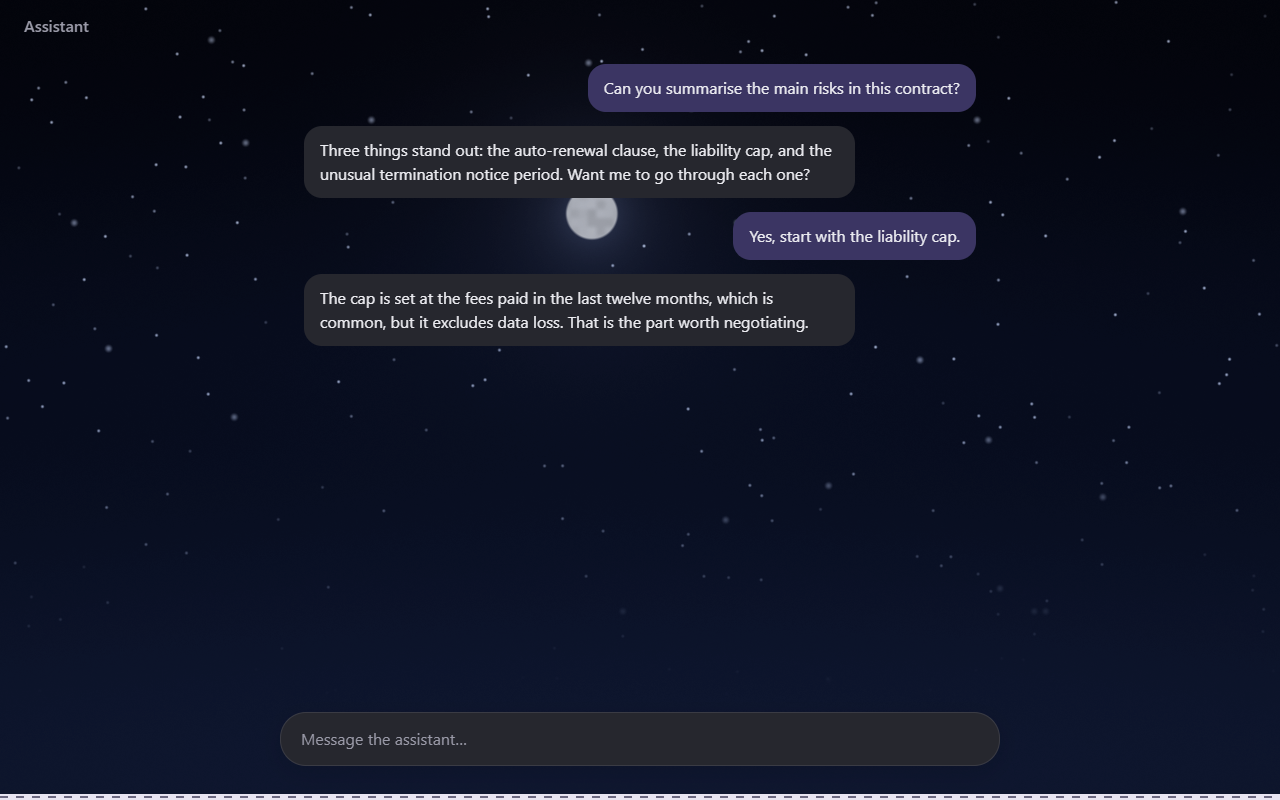 Assistant
Can you summarise the main risks in this contract?
Three things stand out: the auto-renewal clause, the liability cap, and the
unusual termination notice period. Want me to go through each one?
Yes, start with the liability cap.
The cap is set at the fees paid in the last twelve months, which is
common, but it excludes data loss. That is the part worth negotiating.
Message the assistant...